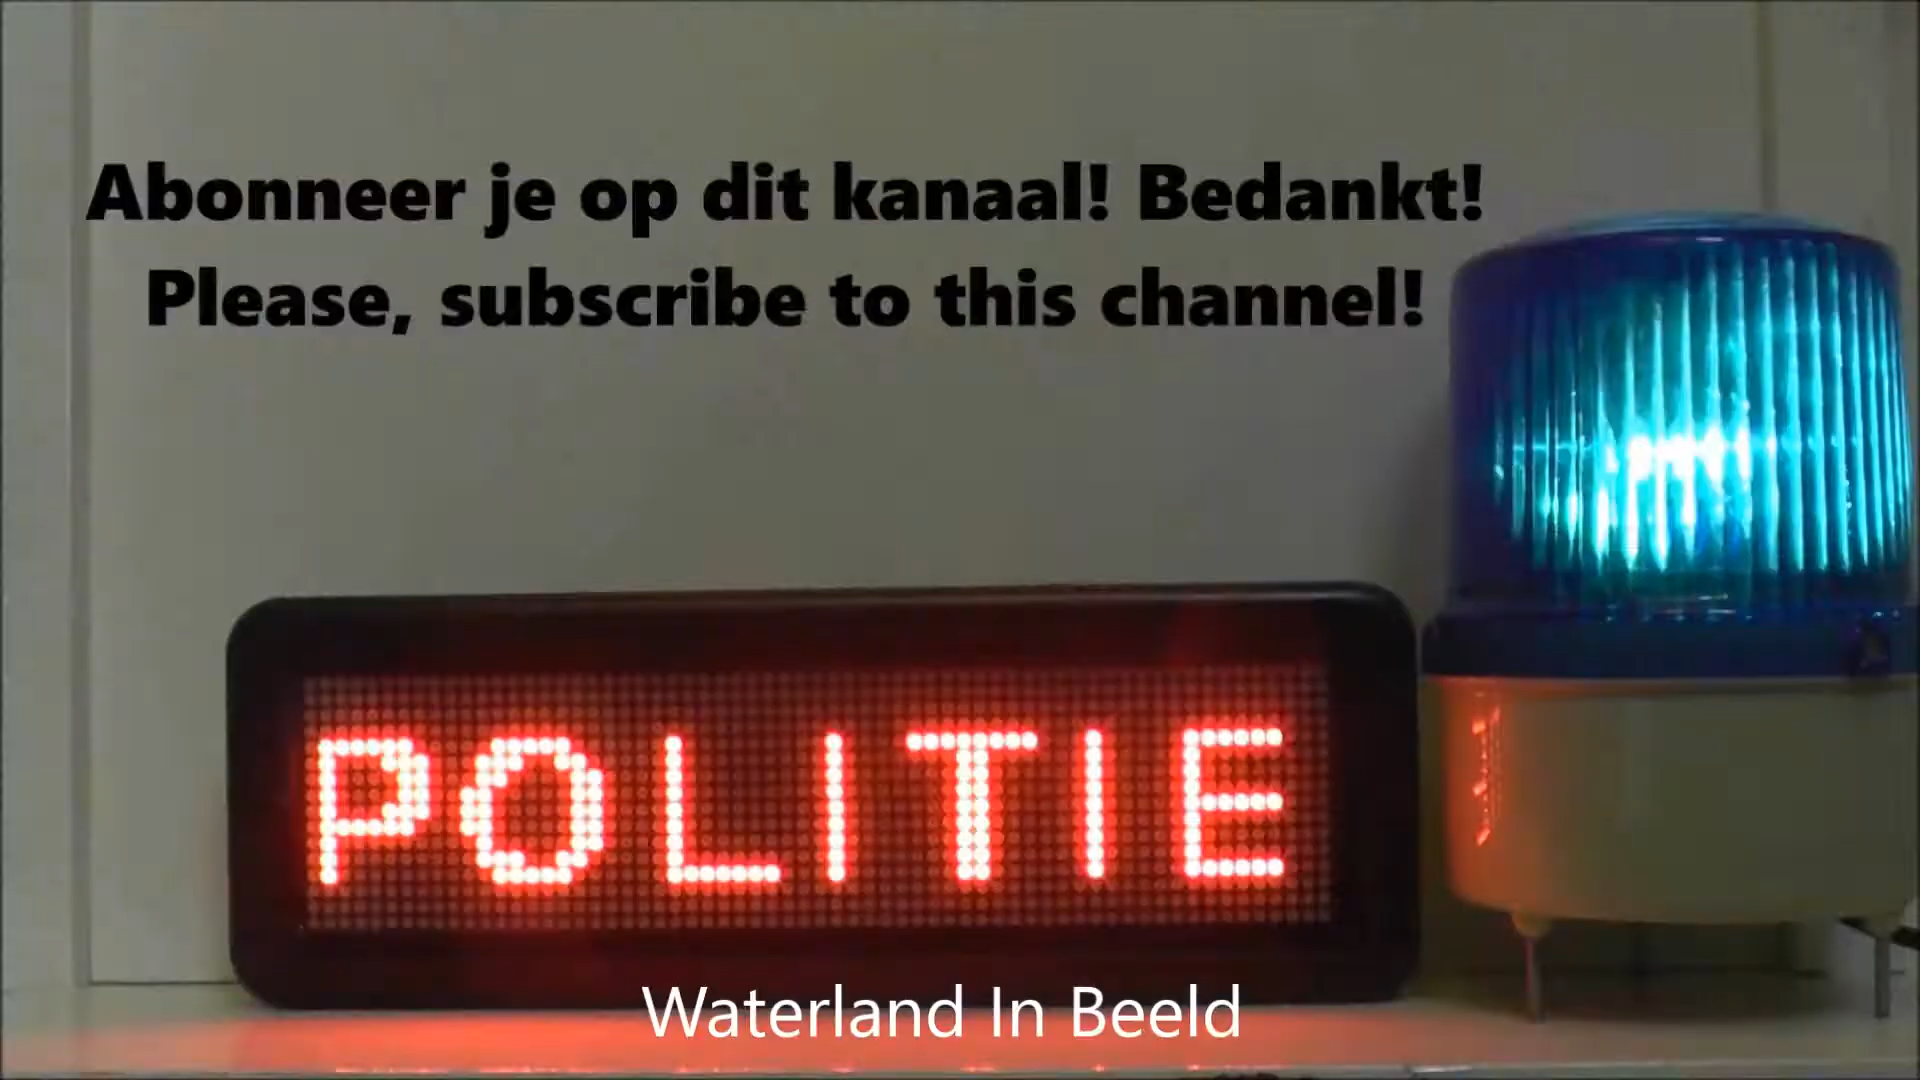 Abonneer je op dit kanaal! Bedankt!
Please, subscribe to this channel!
POLITIE
Waterland In Beeld